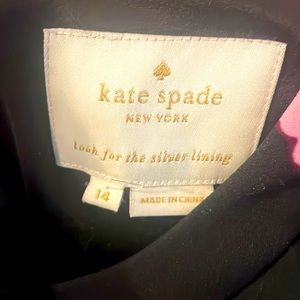 kate spade
NEW YORK
look for the silver lining
14
MADE IN CHINA